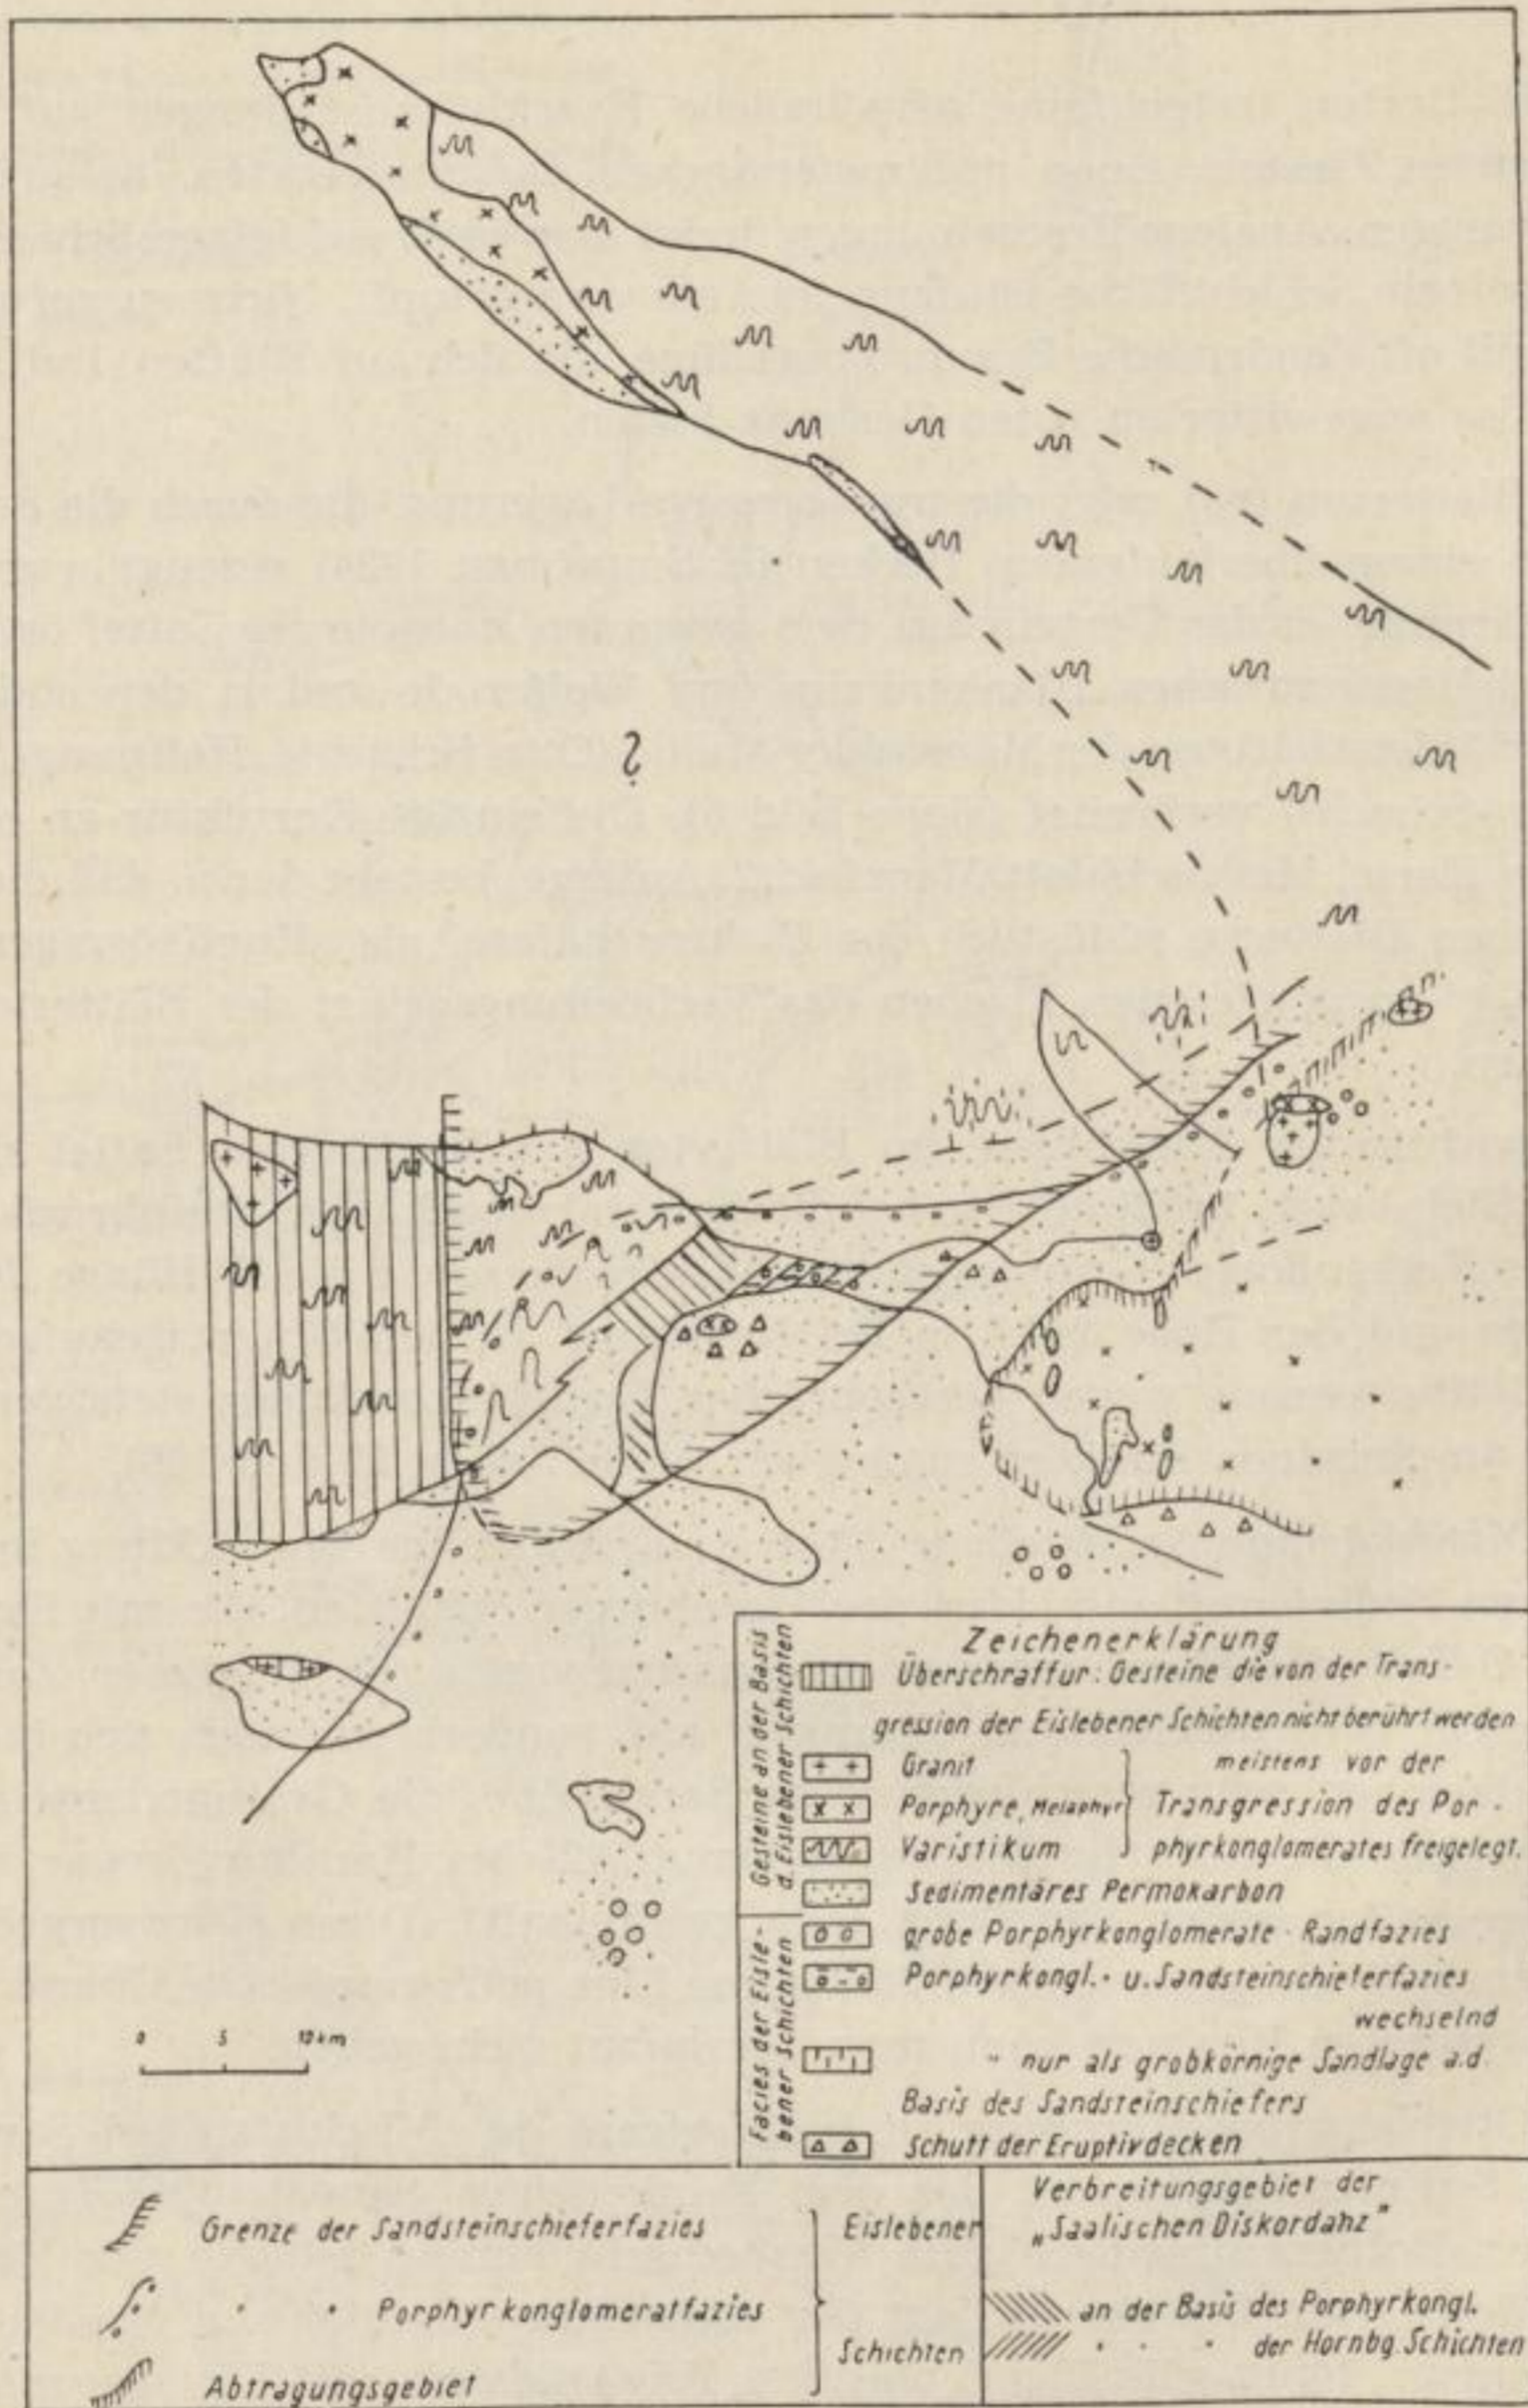 ?
Zeichenerklärung
Gesteine an der Basis
d. Eislebener Schichten
Überschraffur: Gesteine die von der Trans-
gression der Eislebener Schichten nicht berührt werden
Granit
meistens vor der
Porphyre, Melaphyr
Transgression des Por-
Varistikum
phyrkonglomerates freigelegt.
Sedimentäres Permokarbon
Facies der Eisle-
bener Schichten
grobe Porphyrkonglomerate - Randfazies
Porphyrkongl.- u. Sandsteinschieferfazies
wechselnd
" nur als grobkörnige Sandlage a.d.
Basis des Sandsteinschiefers
Schutt der Eruptivdecken
0 5 10 km
Grenze der Sandsteinschieferfazies
" " Porphyrkonglomeratfazies
Abtragungsgebiet
Eislebener
Schichten
Verbreitungsgebiet der
„Saalischen Diskordanz"
an der Basis des Porphyrkongl.
" " " der Hornbg. Schichten